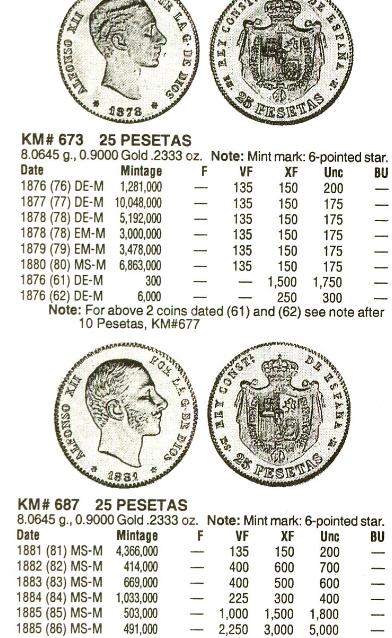 ALFONSO XII POR LA G. DE DIOS
* 1878 *
REY CONSTL DE ESPAÑA
25 PESETAS
KM# 673 25 PESETAS
8.0645 g., 0.9000 Gold .2333 oz. Note: Mint mark: 6-pointed star.
Date Mintage F VF XF Unc BU
1876 (76) DE-M 1,281,000 — 135 150 200 —
1877 (77) DE-M 10,048,000 — 135 150 175 —
1878 (78) DE-M 5,192,000 — 135 150 175 —
1878 (78) EM-M 3,000,000 — 135 150 175 —
1879 (79) EM-M 3,478,000 — 135 150 175 —
1880 (80) MS-M 6,863,000 — 135 150 175 —
1876 (61) DE-M 300 — — 1,500 1,750 —
1876 (62) DE-M 6,000 — — 250 300 —
Note: For above 2 coins dated (61) and (62) see note after
10 Pesetas, KM#677
ALFONSO XII POR LA G. DE DIOS
* 1881 *
REY CONSTL DE ESPAÑA
25 PESETAS
KM# 687 25 PESETAS
8.0645 g., 0.9000 Gold .2333 oz. Note: Mint mark: 6-pointed star.
Date Mintage F VF XF Unc BU
1881 (81) MS-M 4,366,000 — 135 150 200 —
1882 (82) MS-M 414,000 — 400 600 700 —
1883 (83) MS-M 669,000 — 400 500 600 —
1884 (84) MS-M 1,033,000 — 225 300 400 —
1885 (85) MS-M 503,000 — 1,000 1,500 1,800 —
1885 (86) MS-M 491,000 — 2,250 3,000 5,000 —